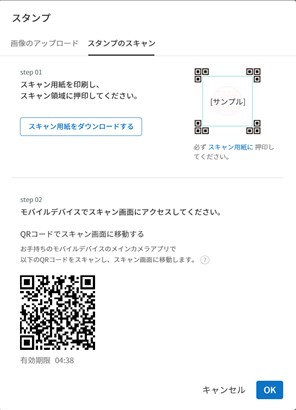 スタンプ
画像のアップロード　スタンプのスキャン
step 01
スキャン用紙を印刷し、
スキャン領域に押印してください。
スキャン用紙をダウンロードする
[サンプル]
必ず スキャン用紙に 押印し
てください。
step 02
モバイルデバイスでスキャン画面にアクセスしてください。
QRコードでスキャン画面に移動する
お手持ちのモバイルデバイスのメインカメラアプリで
以下のQRコードをスキャンし、スキャン画面に移動します。 ?
有効期限 04:38
キャンセル　OK